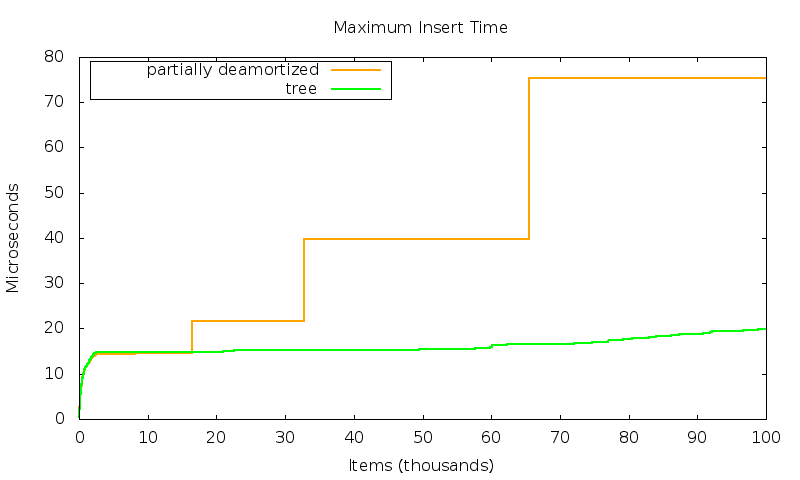 Maximum Insert Time
partially deamortized
tree
80
70
60
50
40
30
20
10
0
Microseconds
0 10 20 30 40 50 60 70 80 90 100
Items (thousands)